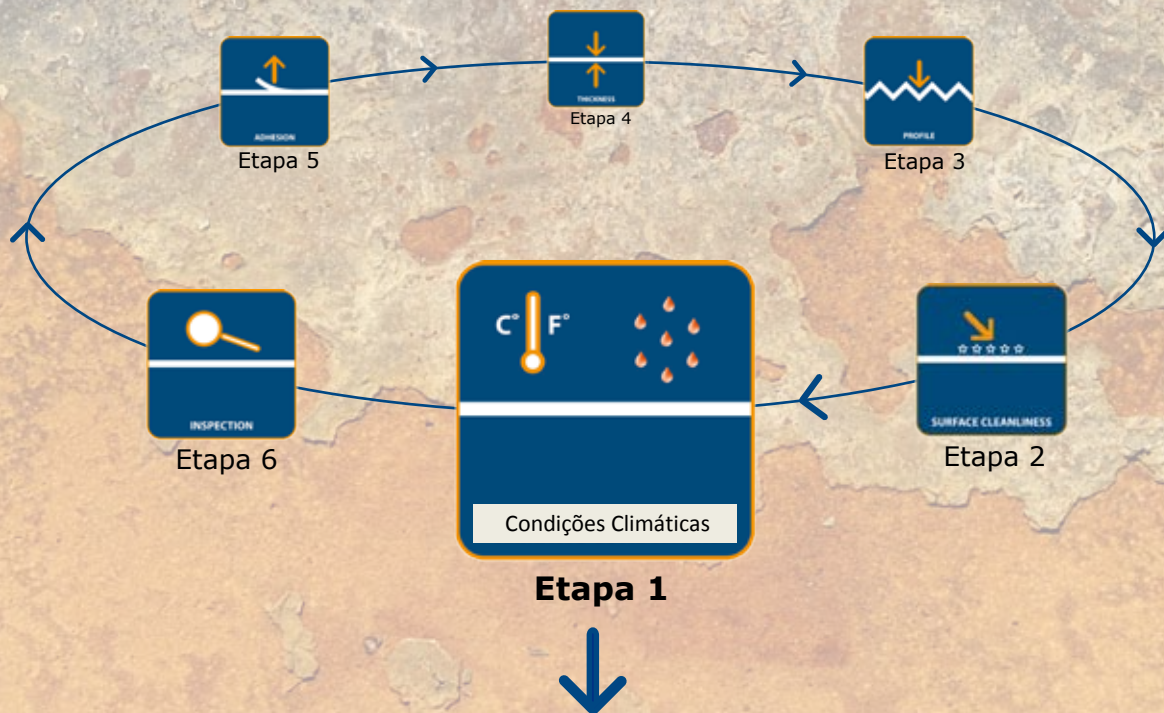 THICKNESS
Etapa 4
ADHESION
Etapa 5
PROFILE
Etapa 3
C° F°
INSPECTION
Etapa 6
SURFACE CLEANLINESS
Etapa 2
Condições Climáticas
Etapa 1